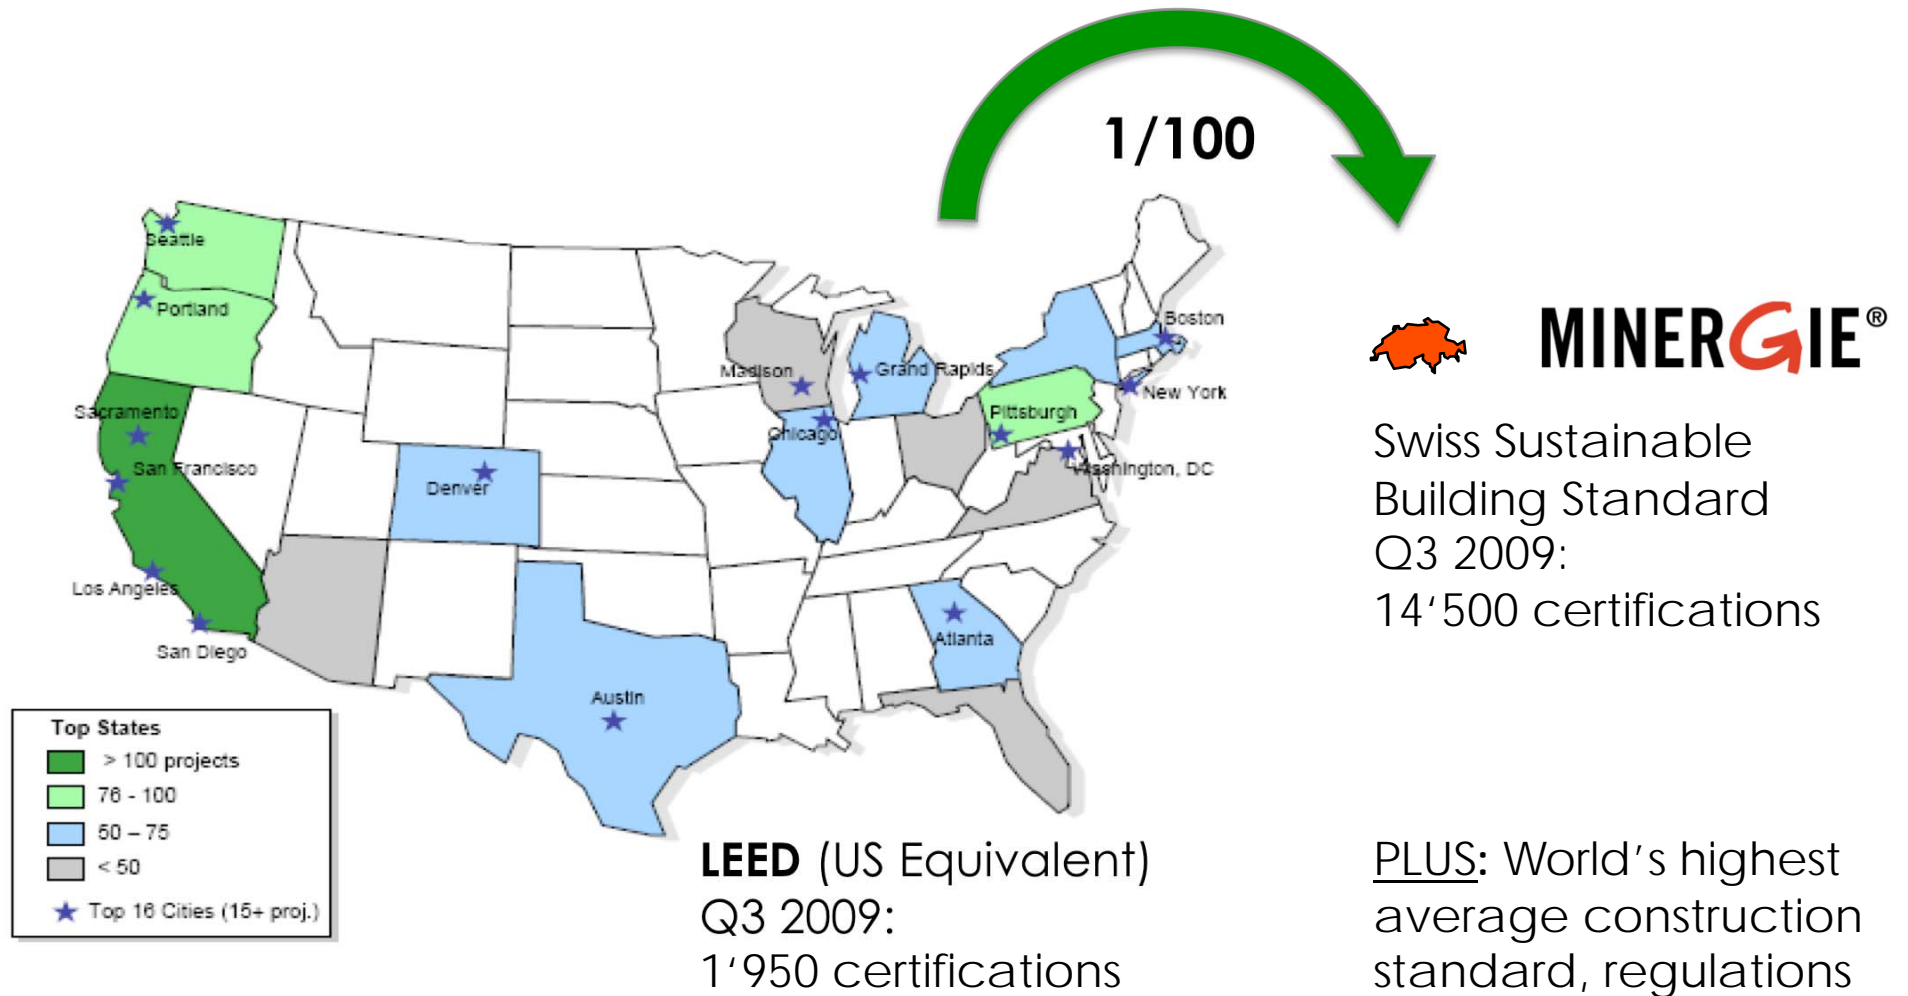 1/100
Seattle
Portland
Sacramento
San Francisco
Los Angeles
San Diego
Denver
Austin
Madison
Chicago
Grand Rapids
Pittsburgh
Boston
New York
Washington, DC
Atlanta
Top States
> 100 projects
76 - 100
50 – 75
< 50
Top 16 Cities (15+ proj.)
LEED (US Equivalent)
Q3 2009:
1‘950 certifications
MINERGIE®
Swiss Sustainable
Building Standard
Q3 2009:
14‘500 certifications
PLUS: World’s highest
average construction
standard, regulations